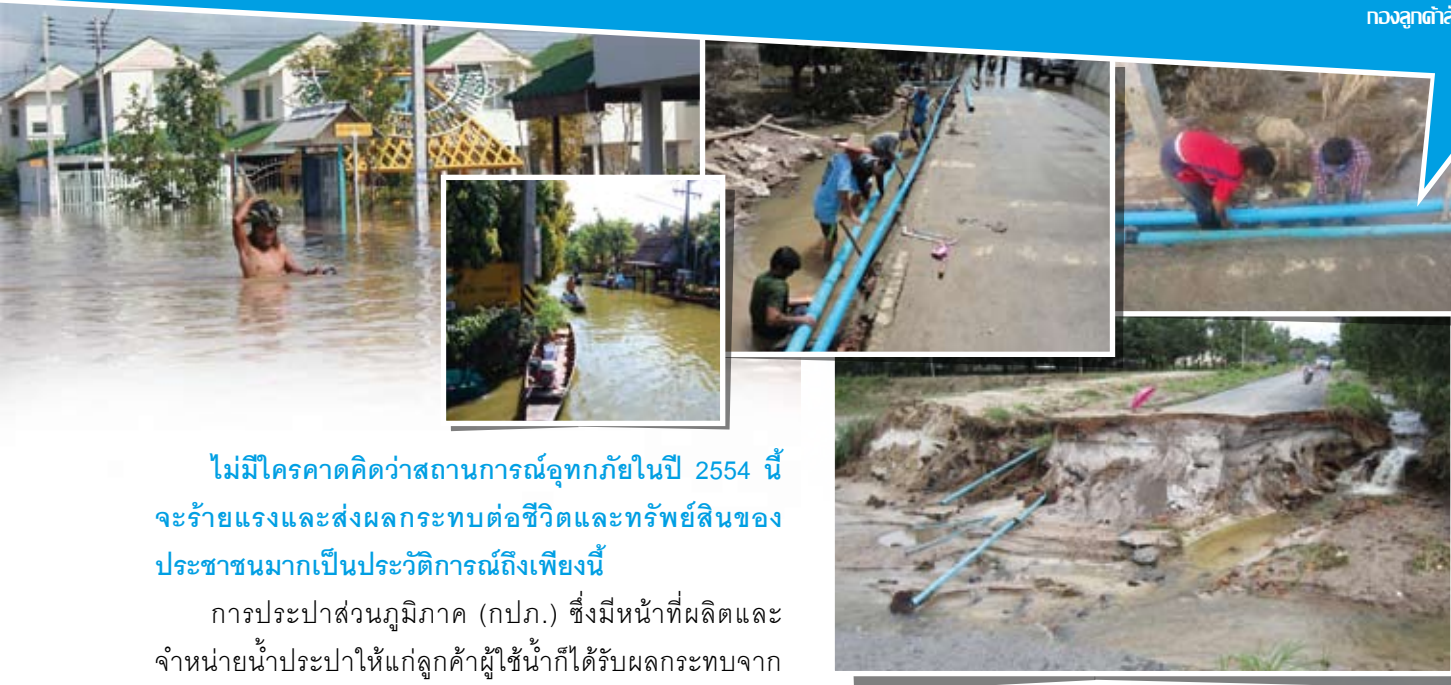 กองลูกค้าสั
ไม่มีใครคาดคิดว่าสถานการณ์อุทกภัยในปี 2554 นี้
จะร้ายแรงและส่งผลกระทบต่อชีวิตและทรัพย์สินของ
ประชาชนมากเป็นประวัติการณ์ถึงเพียงนี้
การประปาส่วนภูมิภาค (กปภ.) ซึ่งมีหน้าที่ผลิตและ
จำหน่ายน้ำประปาให้แก่ลูกค้าผู้ใช้น้ำก็ได้รับผลกระทบจาก